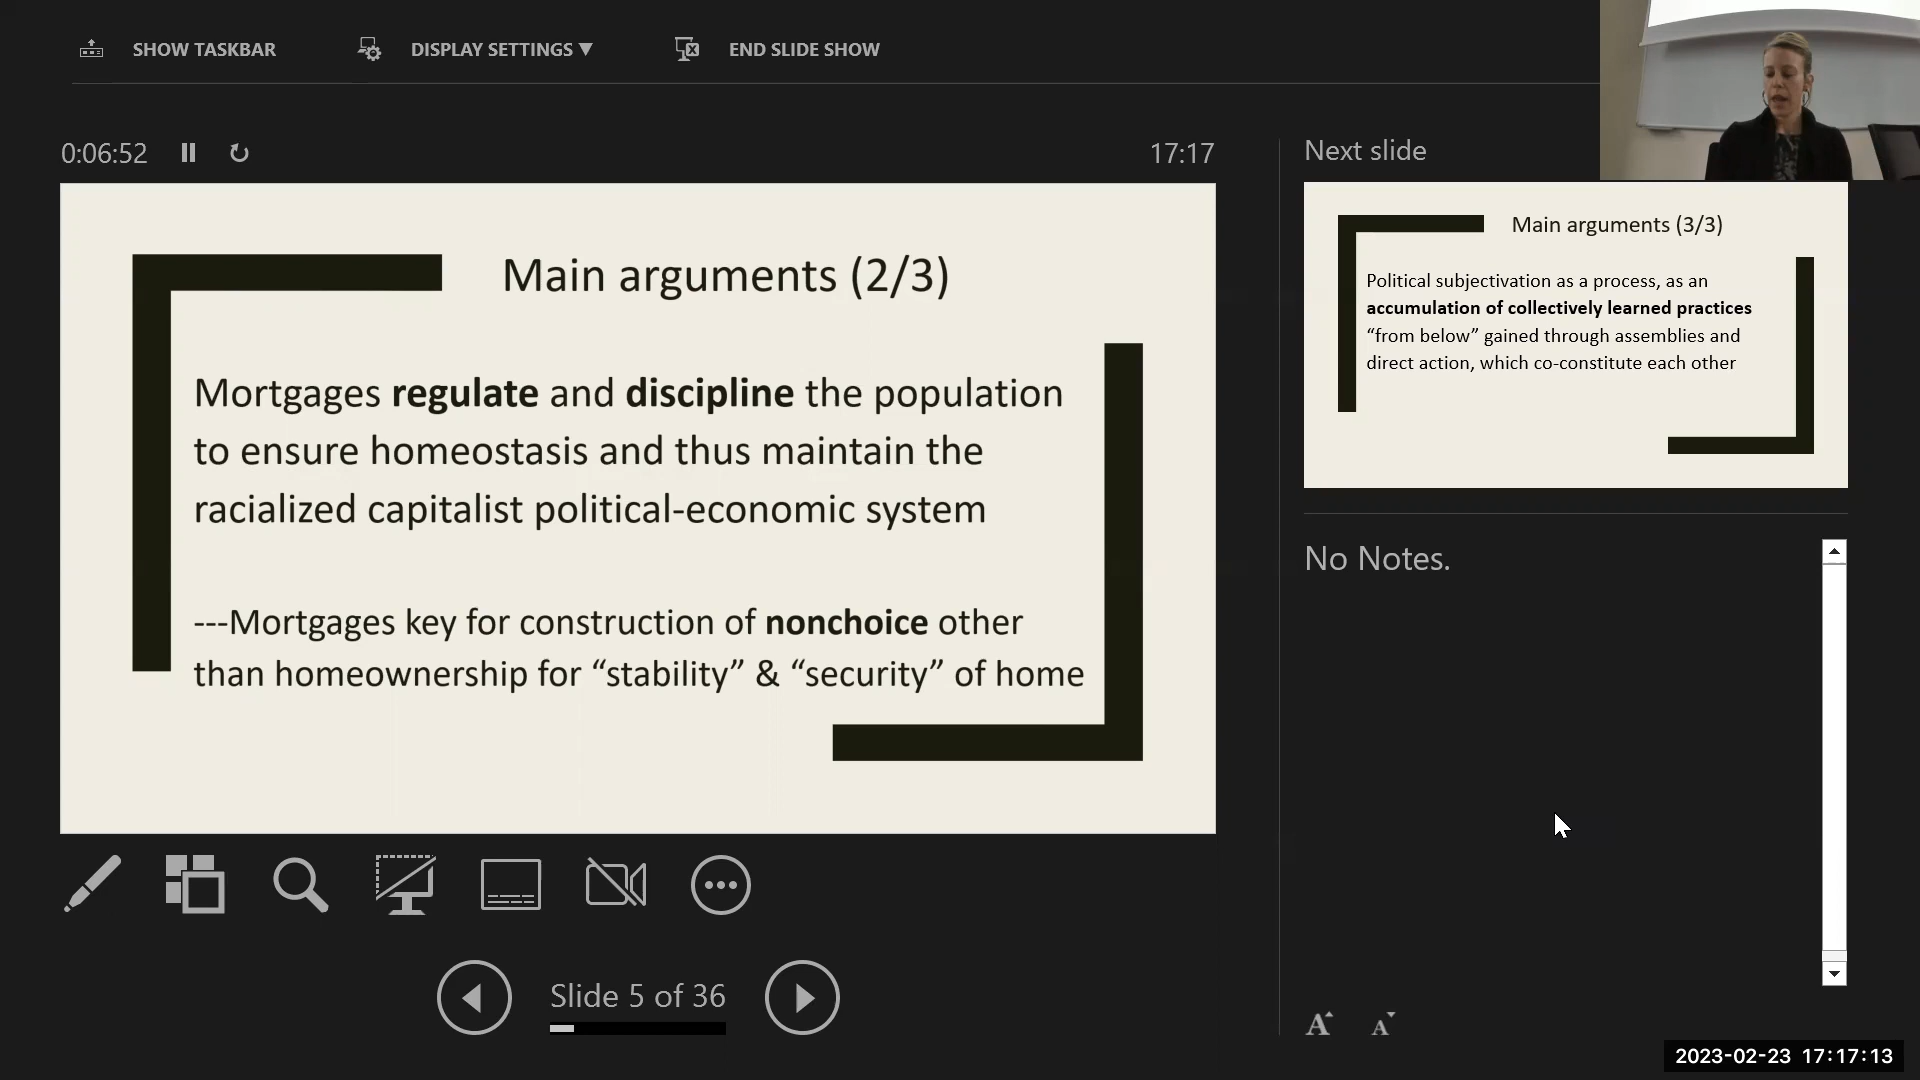 SHOW TASKBAR
DISPLAY SETTINGS ▼
END SLIDE SHOW
0:06:52
17:17
Main arguments (2/3)
Mortgages regulate and discipline the population
to ensure homeostasis and thus maintain the
racialized capitalist political-economic system
---Mortgages key for construction of nonchoice other
than homeownership for “stability” & “security” of home
Slide 5 of 36
Next slide
Main arguments (3/3)
Political subjectivation as a process, as an
accumulation of collectively learned practices
“from below” gained through assemblies and
direct action, which co-constitute each other
No Notes.
A A
2023-02-23 17:17:13